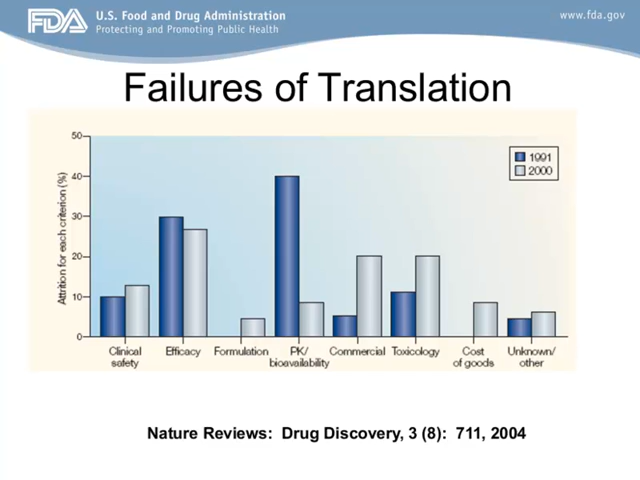 FDA
U.S. Food and Drug Administration
Protecting and Promoting Public Health
www.fda.gov
Failures of Translation
Attrition for each criterion (%)
50
40
30
20
10
0
1991
2000
Clinical safety
Efficacy
Formulation
PK/ bioavailability
Commercial
Toxicology
Cost of goods
Unknown/ other
Nature Reviews: Drug Discovery, 3 (8): 711, 2004